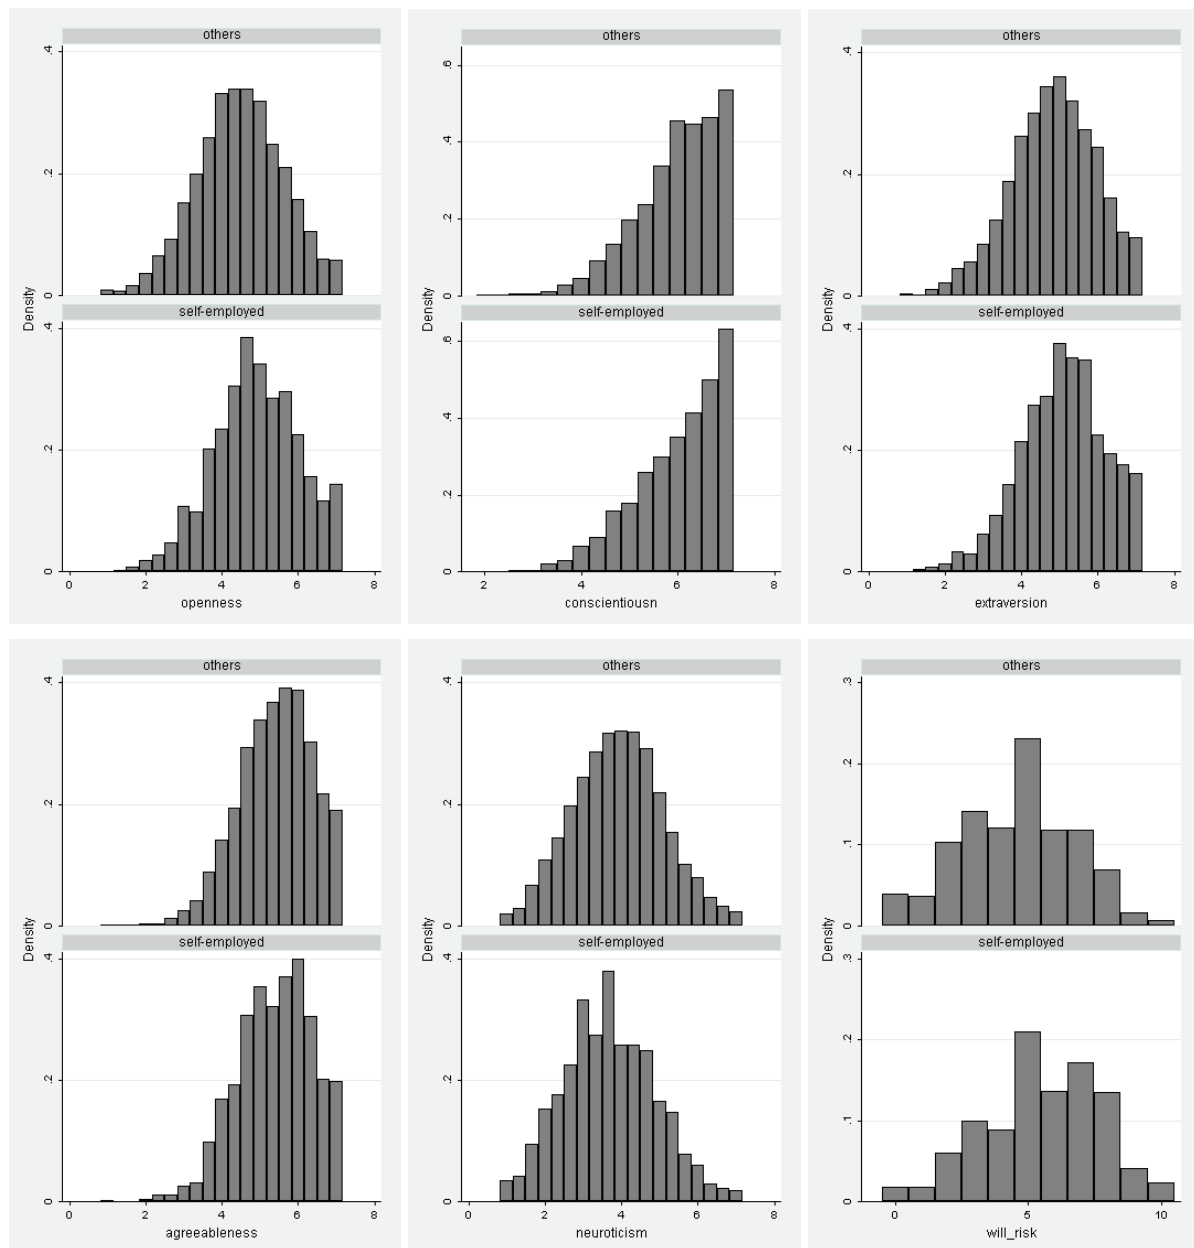 others
.4
.2
0
Density
self-employed
.4
.2
0
0 2 4 6 8
openness
others
.6
.4
.2
0
Density
self-employed
.6
.4
.2
0
2 4 6 8
conscientiousn
others
.4
.2
0
Density
self-employed
.4
.2
0
0 2 4 6 8
extraversion
others
.4
.2
0
Density
self-employed
.4
.2
0
0 2 4 6 8
agreeableness
others
.4
.2
0
Density
self-employed
.4
.2
0
0 2 4 6 8
neuroticism
others
.3
.2
.1
0
Density
self-employed
.3
.2
.1
0
0 5 10
will_risk